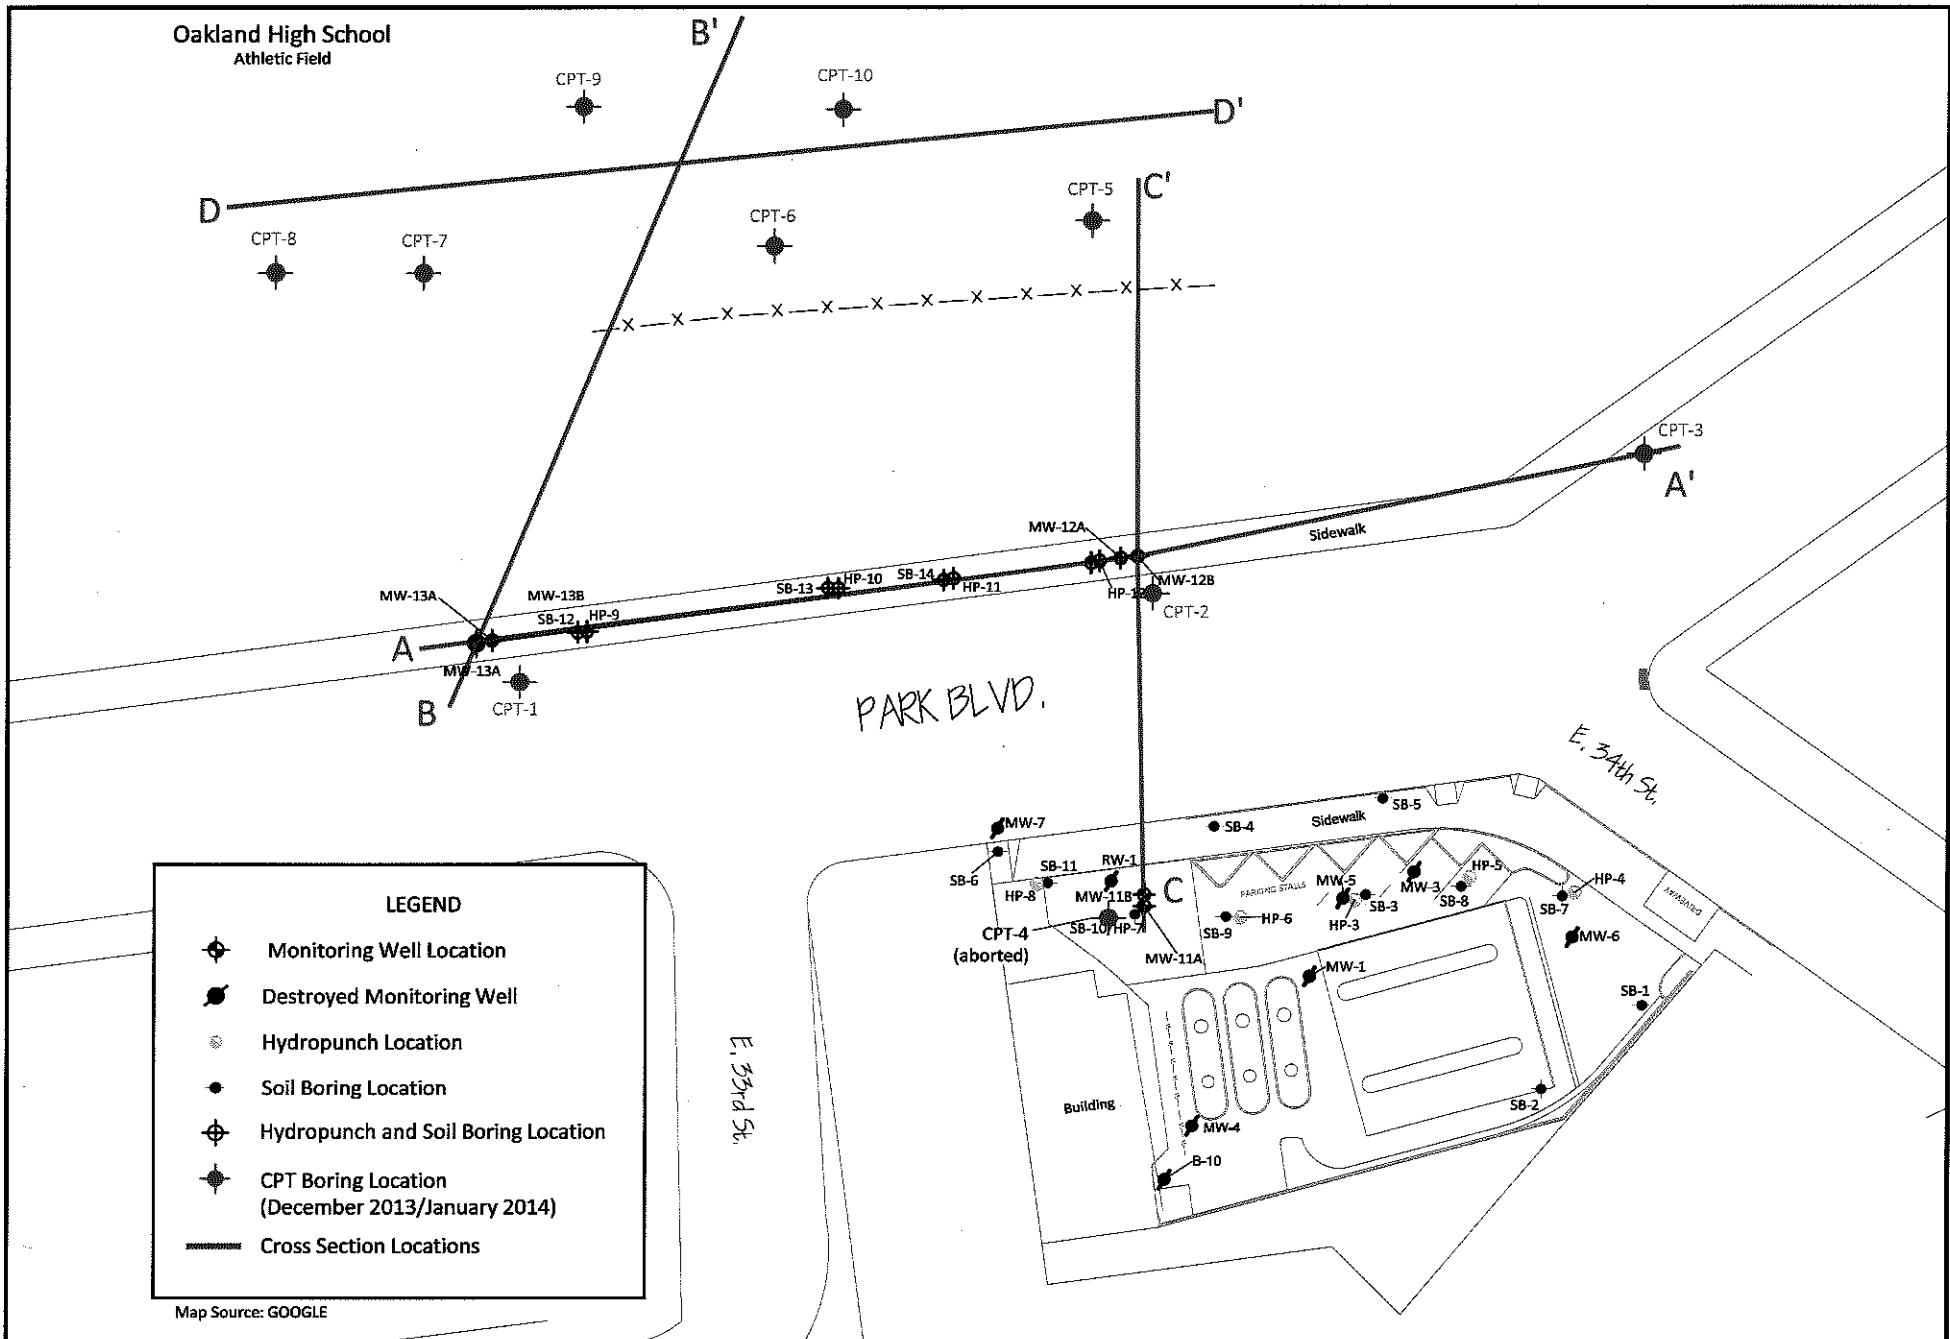 Oakland High School
Athletic Field
B'
CPT-9
CPT-10
D'
D
CPT-8
CPT-7
CPT-6
CPT-5
C'
X X X X X X X X X X X X
CPT-3
A'
MW-12A
Sidewalk
SB-13
HP-10
SB-14
HP-11
MW-12B
CPT-2
MW-13A
MW-13B
SB-12
HP-9
A
MW-13A
B
CPT-1
PARK BLVD.
E. 34th St.
MW-7
SB-4
Sidewalk
SB-5
SB-6
SB-11
RW-1
HP-8
MW-11B
C
PARKING STALLS
MW-5
MW-3
HP-5
HP-4
CPT-4
(aborted)
SB-10/HP-7
MW-11A
SB-9
HP-6
HP-3
SB-3
SB-8
SB-7
DRIVEWAY
MW-6
MW-1
SB-1
SB-2
Building
MW-4
B-10
E. 33rd St.
LEGEND
Monitoring Well Location
Destroyed Monitoring Well
Hydropunch Location
Soil Boring Location
Hydropunch and Soil Boring Location
CPT Boring Location
(December 2013/January 2014)
Cross Section Locations
Map Source: GOOGLE